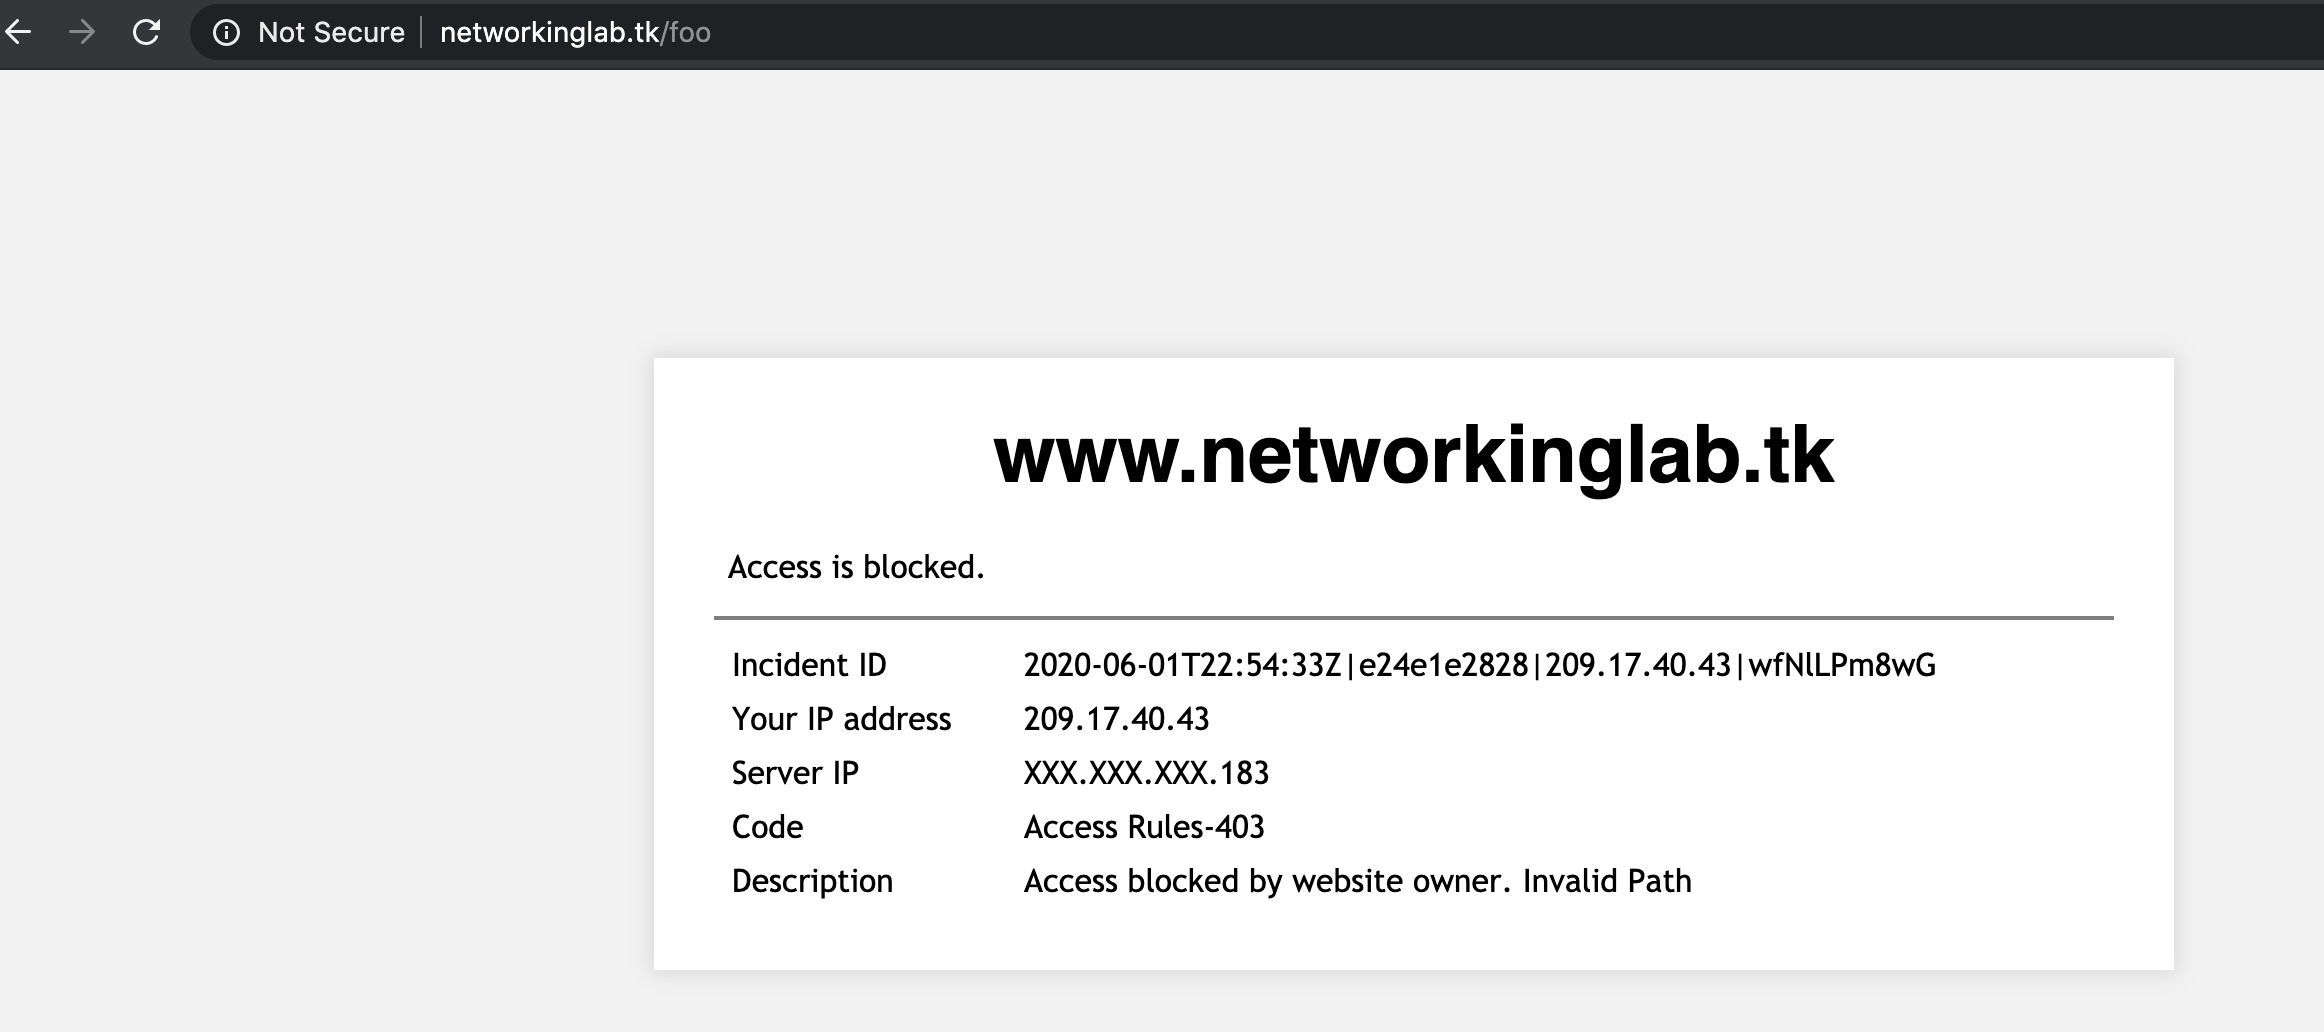 Not Secure | networkinglab.tk/foo
www.networkinglab.tk
Access is blocked.
Incident ID 2020-06-01T22:54:33Z|e24e1e2828|209.17.40.43|wfNlLPm8wG
Your IP address 209.17.40.43
Server IP XXX.XXX.XXX.183
Code Access Rules-403
Description Access blocked by website owner. Invalid Path